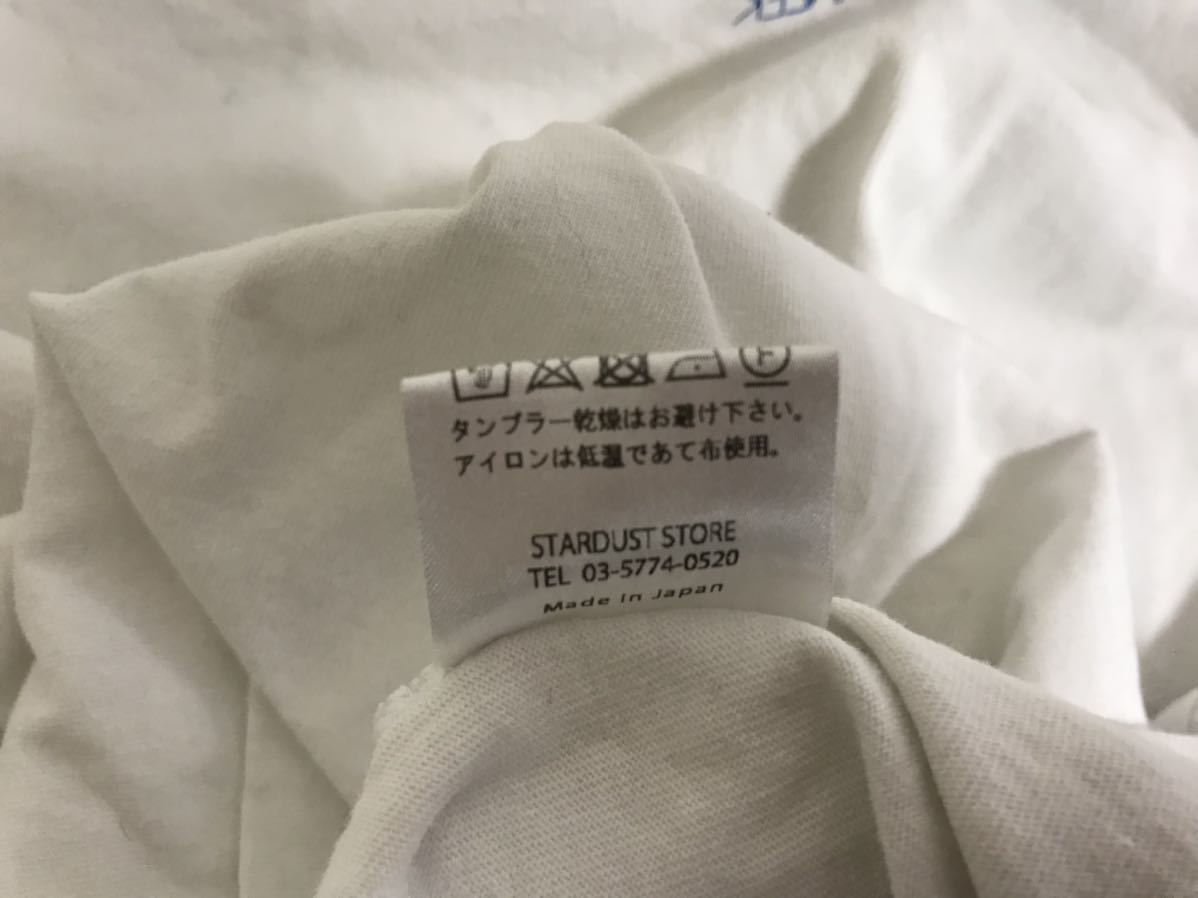 タンブラー乾燥はお避け下さい。
アイロンは低温であて布使用。
STARDUST STORE
TEL 03-5774-0520
Made in Japan